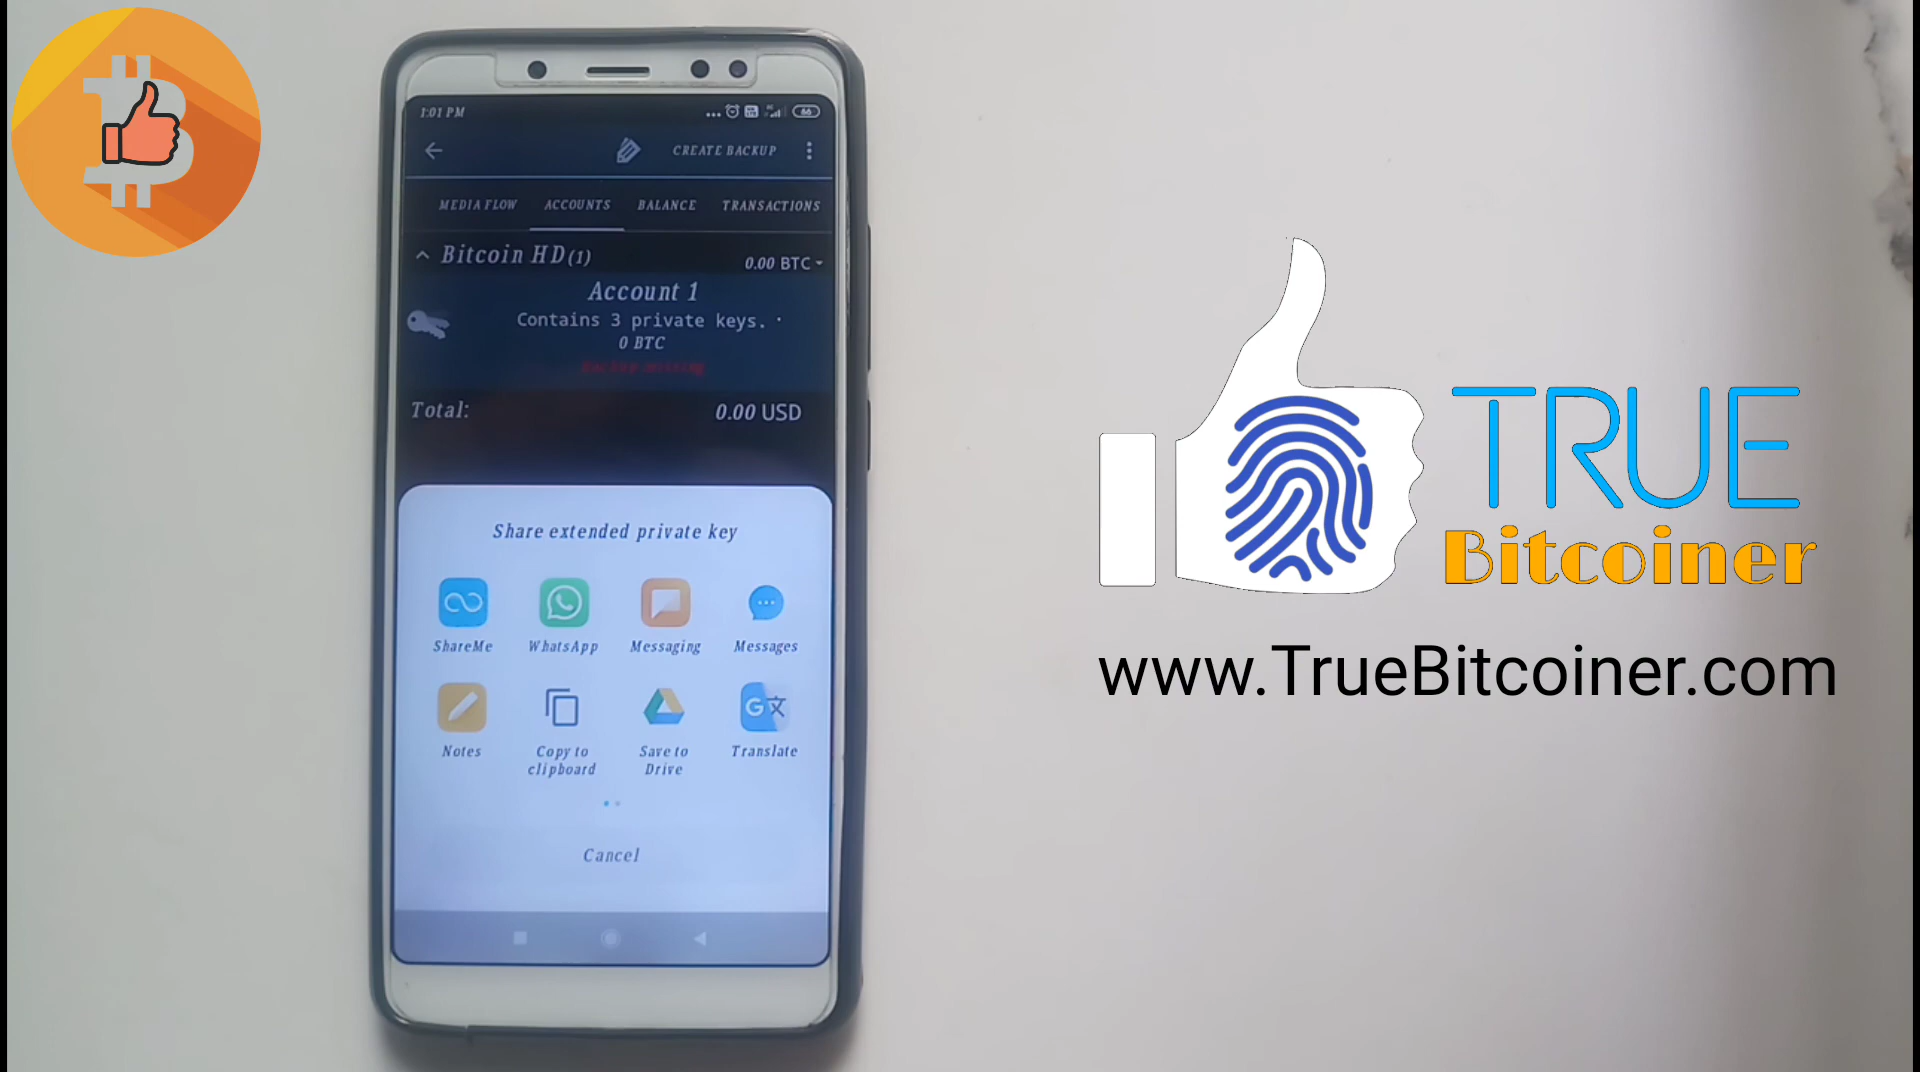 1:01 PM
66
CREATE BACKUP
MEDIA FLOW ACCOUNTS BALANCE TRANSACTIONS
Bitcoin HD(1)
0.00 BTC
Account 1
Contains 3 private keys.
0 BTC
Total:
0.00 USD
Share extended private key
ShareMe WhatsApp Messaging Messages
Notes Copy to clipboard Save to Drive Translate
Cancel
TRUE
Bitcoiner
www.TrueBitcoiner.com